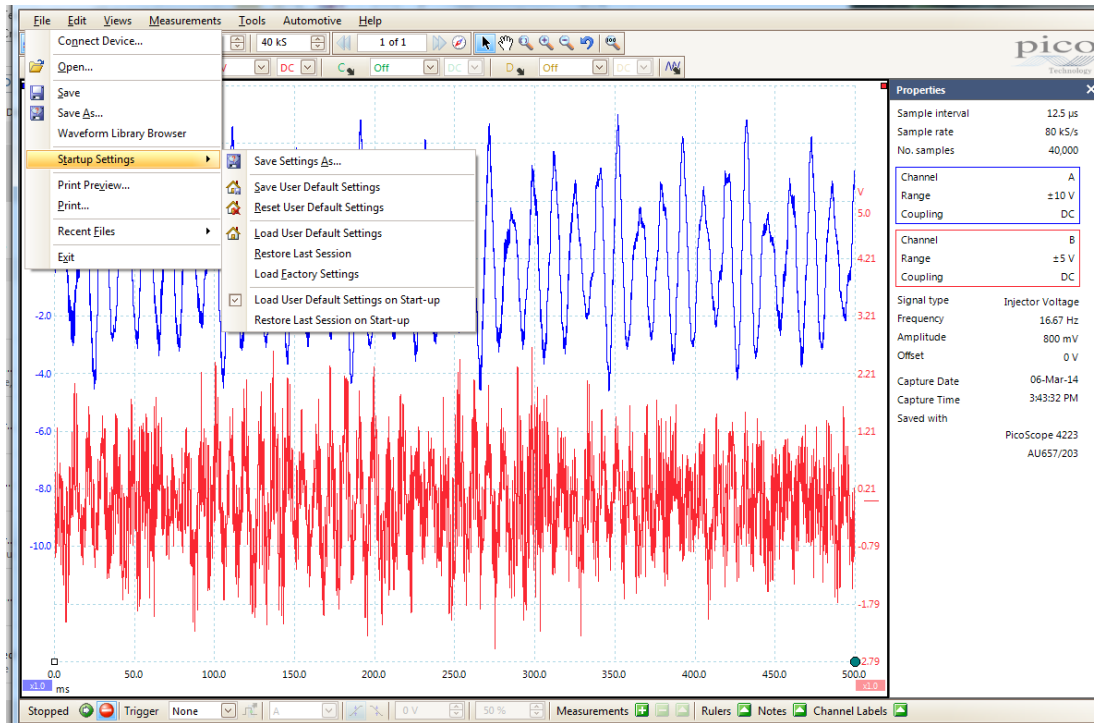 File Edit Views Measurements Tools Automotive Help
Connect Device...
40 kS 1 of 1
pico
Technology
Open...
DC C Off DC D Off DC
Save
Save As...
Waveform Library Browser
Startup Settings
Print Preview...
Print...
Recent Files
Exit
Save Settings As...
Save User Default Settings
Reset User Default Settings
Load User Default Settings
Restore Last Session
Load Factory Settings
Load User Default Settings on Start-up
Restore Last Session on Start-up
-2.0
-4.0
-6.0
-8.0
-10.0
V
5.0
4.21
3.21
2.21
1.21
0.21
-0.79
-1.79
-2.79
0.0 50.0 100.0 150.0 200.0 250.0 300.0 350.0 400.0 450.0 500.0
x1.0 ms x1.0
Properties
Sample interval 12.5 µs
Sample rate 80 kS/s
No. samples 40,000
Channel A
Range ±10 V
Coupling DC
Channel B
Range ±5 V
Coupling DC
Signal type Injector Voltage
Frequency 16.67 Hz
Amplitude 800 mV
Offset 0 V
Capture Date 06-Mar-14
Capture Time 3:43:32 PM
Saved with
PicoScope 4223
AU657/203
Stopped Trigger None A 0 V 50 % Measurements Rulers Notes Channel Labels